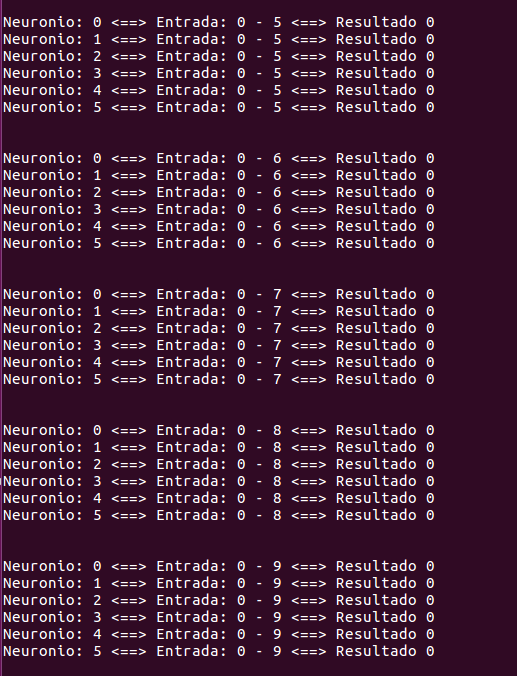 Neuronio: 0 <==> Entrada: 0 - 5 <==> Resultado 0
Neuronio: 1 <==> Entrada: 0 - 5 <==> Resultado 0
Neuronio: 2 <==> Entrada: 0 - 5 <==> Resultado 0
Neuronio: 3 <==> Entrada: 0 - 5 <==> Resultado 0
Neuronio: 4 <==> Entrada: 0 - 5 <==> Resultado 0
Neuronio: 5 <==> Entrada: 0 - 5 <==> Resultado 0
Neuronio: 0 <==> Entrada: 0 - 6 <==> Resultado 0
Neuronio: 1 <==> Entrada: 0 - 6 <==> Resultado 0
Neuronio: 2 <==> Entrada: 0 - 6 <==> Resultado 0
Neuronio: 3 <==> Entrada: 0 - 6 <==> Resultado 0
Neuronio: 4 <==> Entrada: 0 - 6 <==> Resultado 0
Neuronio: 5 <==> Entrada: 0 - 6 <==> Resultado 0
Neuronio: 0 <==> Entrada: 0 - 7 <==> Resultado 0
Neuronio: 1 <==> Entrada: 0 - 7 <==> Resultado 0
Neuronio: 2 <==> Entrada: 0 - 7 <==> Resultado 0
Neuronio: 3 <==> Entrada: 0 - 7 <==> Resultado 0
Neuronio: 4 <==> Entrada: 0 - 7 <==> Resultado 0
Neuronio: 5 <==> Entrada: 0 - 7 <==> Resultado 0
Neuronio: 0 <==> Entrada: 0 - 8 <==> Resultado 0
Neuronio: 1 <==> Entrada: 0 - 8 <==> Resultado 0
Neuronio: 2 <==> Entrada: 0 - 8 <==> Resultado 0
Neuronio: 3 <==> Entrada: 0 - 8 <==> Resultado 0
Neuronio: 4 <==> Entrada: 0 - 8 <==> Resultado 0
Neuronio: 5 <==> Entrada: 0 - 8 <==> Resultado 0
Neuronio: 0 <==> Entrada: 0 - 9 <==> Resultado 0
Neuronio: 1 <==> Entrada: 0 - 9 <==> Resultado 0
Neuronio: 2 <==> Entrada: 0 - 9 <==> Resultado 0
Neuronio: 3 <==> Entrada: 0 - 9 <==> Resultado 0
Neuronio: 4 <==> Entrada: 0 - 9 <==> Resultado 0
Neuronio: 5 <==> Entrada: 0 - 9 <==> Resultado 0